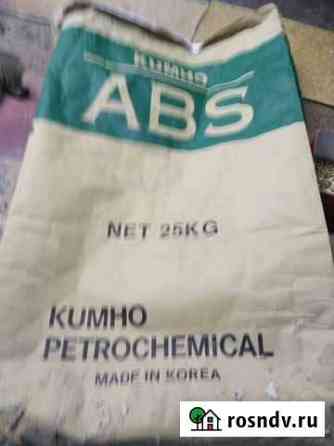 KUMHO
ABS
NET 25KG
KUMHO
PETROCHEMICAL
MADE IN KOREA
rosndv.ru